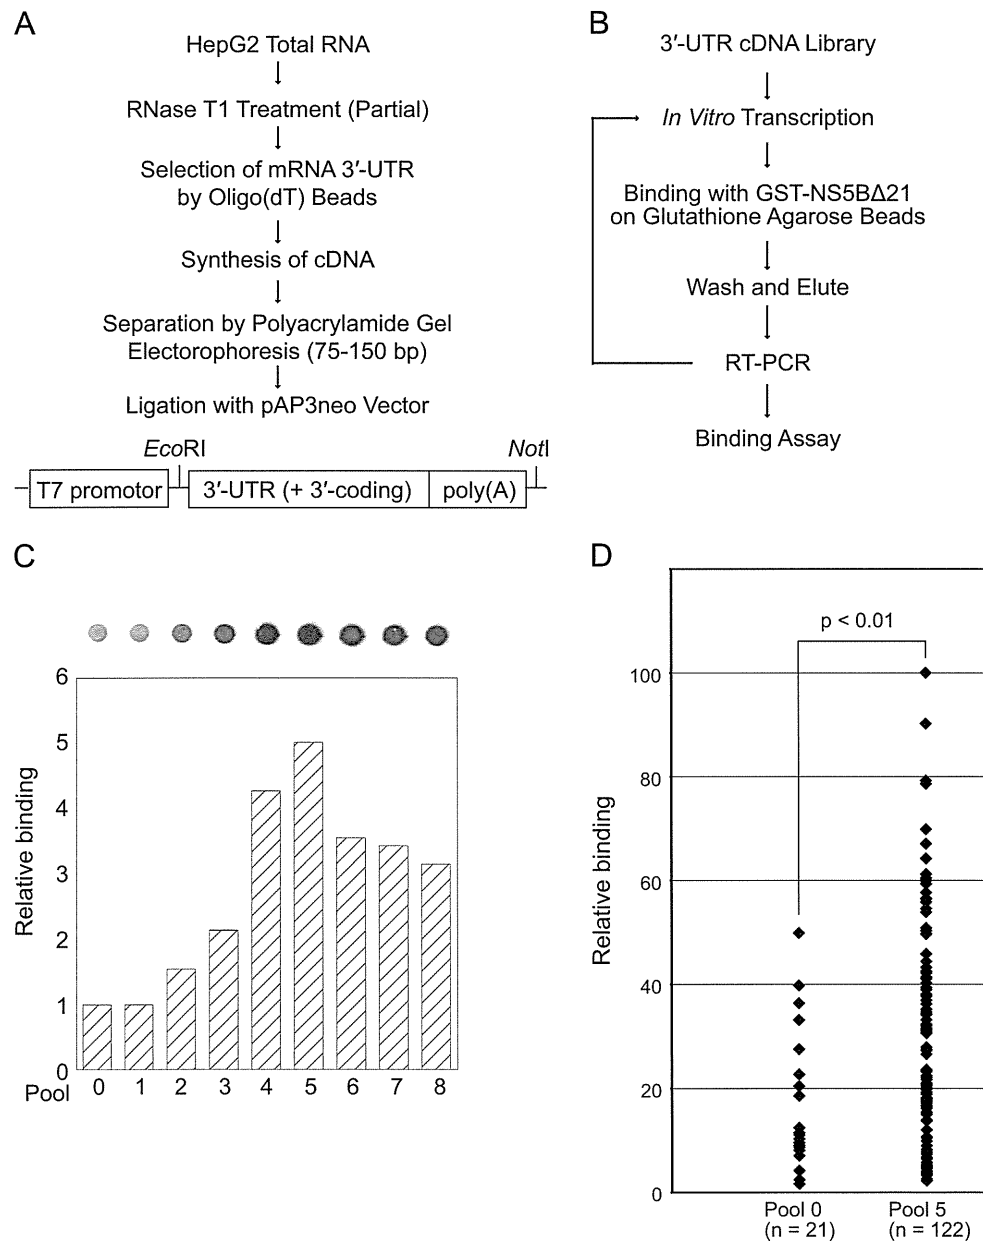 A
HepG2 Total RNA
RNase T1 Treatment (Partial)
Selection of mRNA 3′-UTR
by Oligo(dT) Beads
Synthesis of cDNA
Separation by Polyacrylamide Gel
Electorophoresis (75-150 bp)
Ligation with pAP3neo Vector
EcoRI
NotI
T7 promotor
3′-UTR (+ 3′-coding)
poly(A)
B
3′-UTR cDNA Library
In Vitro Transcription
Binding with GST-NS5BΔ21
on Glutathione Agarose Beads
Wash and Elute
RT-PCR
Binding Assay
C
Relative binding
6
5
4
3
2
1
0
Pool 0 1 2 3 4 5 6 7 8
D
p < 0.01
Relative binding
100
80
60
40
20
0
Pool 0
(n = 21)
Pool 5
(n = 122)